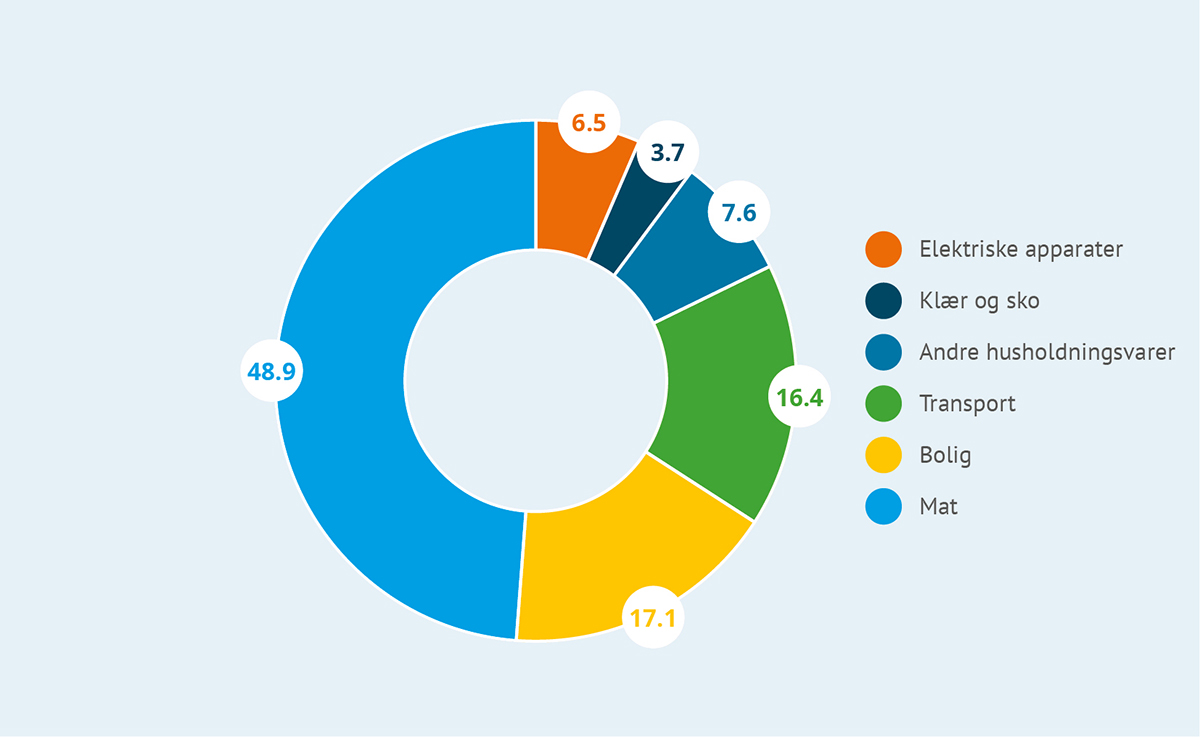 6.5
3.7
7.6
16.4
17.1
48.9
Elektriske apparater
Klær og sko
Andre husholdningsvarer
Transport
Bolig
Mat